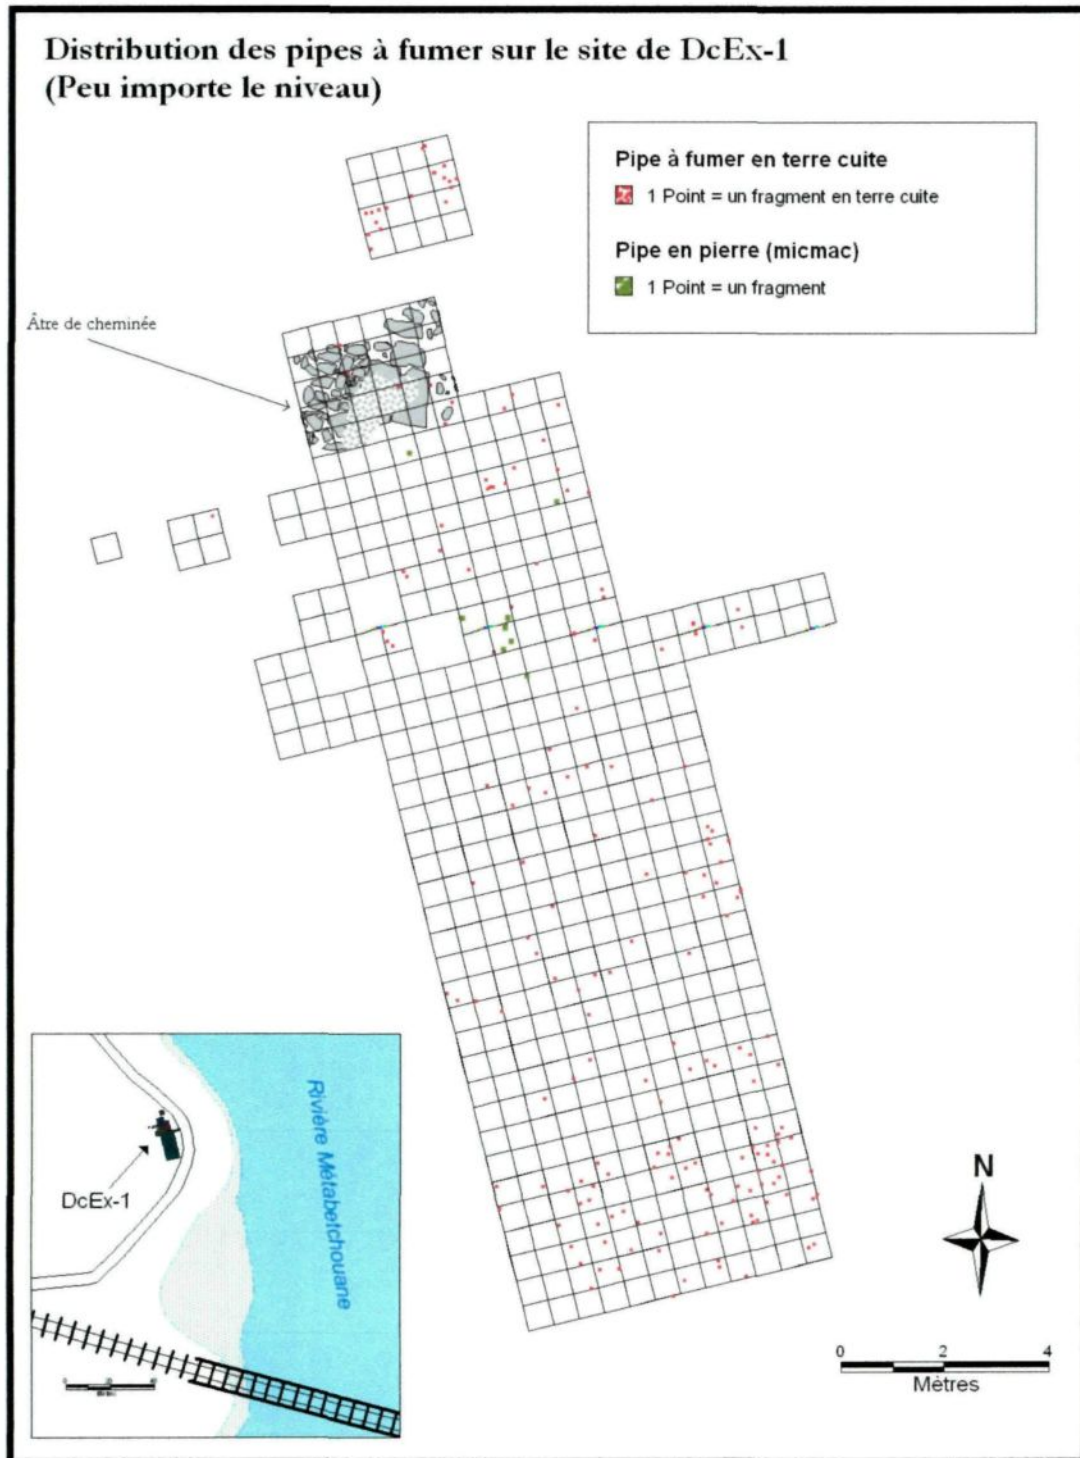 Distribution des pipes à fumer sur le site de DcEx-1
(Peu importe le niveau)
Pipe à fumer en terre cuite
1 Point = un fragment en terre cuite
Pipe en pierre (micmac)
1 Point = un fragment
Âtre de cheminée
Rivière Métabetchouane
DcEx-1
N
0 2 4
Mètres